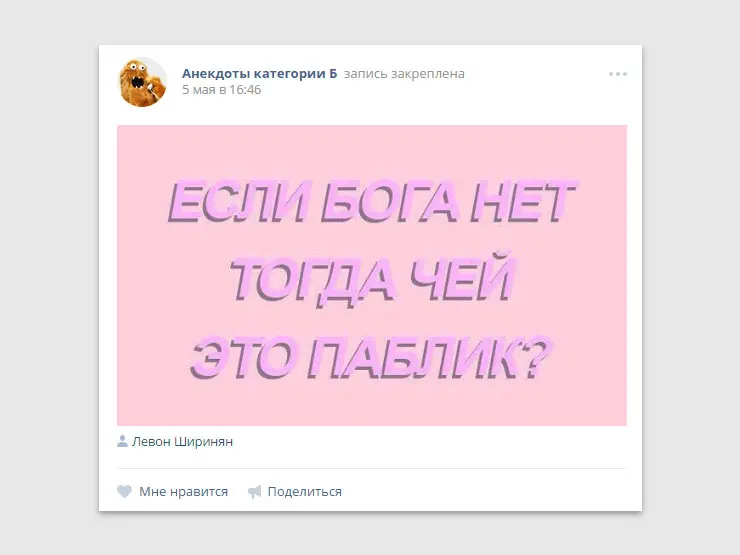 Анекдоты категории Б запись закреплена
5 мая в 16:46
ЕСЛИ БОГА НЕТ
ТОГДА ЧЕЙ
ЭТО ПАБЛИК?
Левон Ширинян
Мне нравится Поделиться